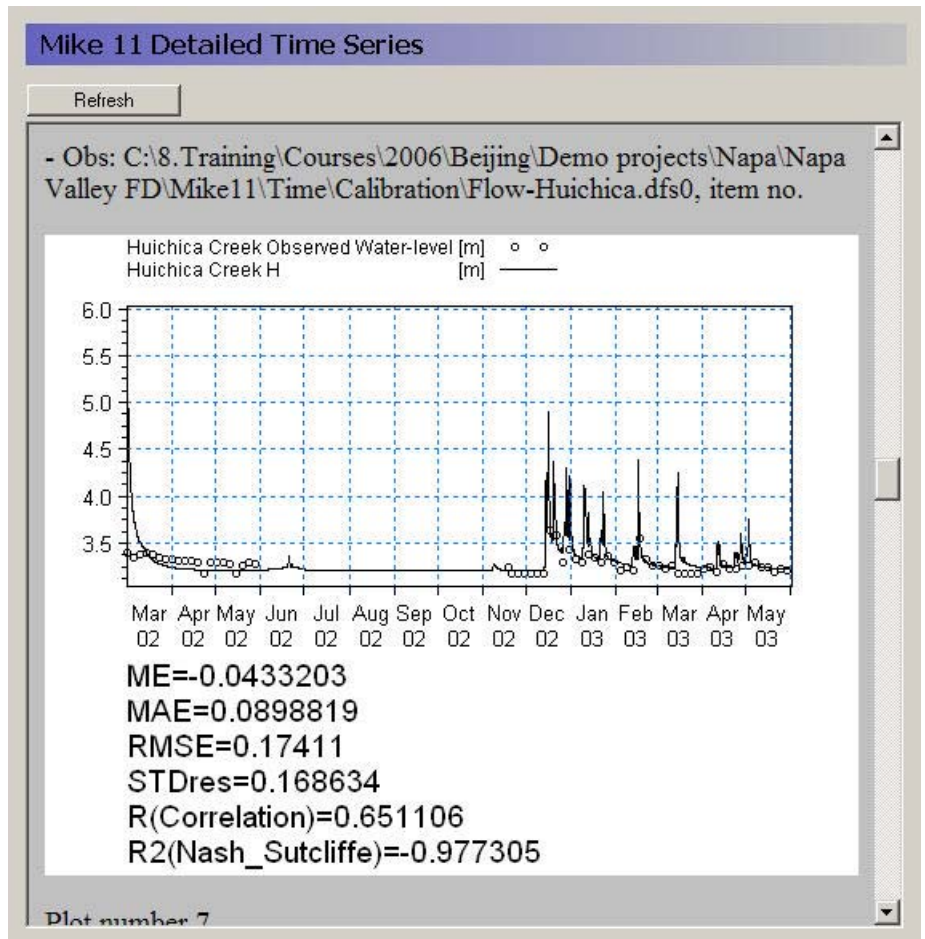 Mike 11 Detailed Time Series
Refresh
- Obs: C:\8.Training\Courses\2006\Beijing\Demo projects\Napa\Napa
Valley FD\Mike11\Time\Calibration\Flow-Huichica.dfs0, item no.
Huichica Creek Observed Water-level [m]
Huichica Creek H [m]
6.0
5.5
5.0
4.5
4.0
3.5
Mar Apr May Jun Jul Aug Sep Oct Nov Dec Jan Feb Mar Apr May
02 02 02 02 02 02 02 02 02 02 03 03 03 03 03
ME=-0.0433203
MAE=0.0898819
RMSE=0.17411
STDres=0.168634
R(Correlation)=0.651106
R2(Nash_Sutcliffe)=-0.977305
Plot number 7